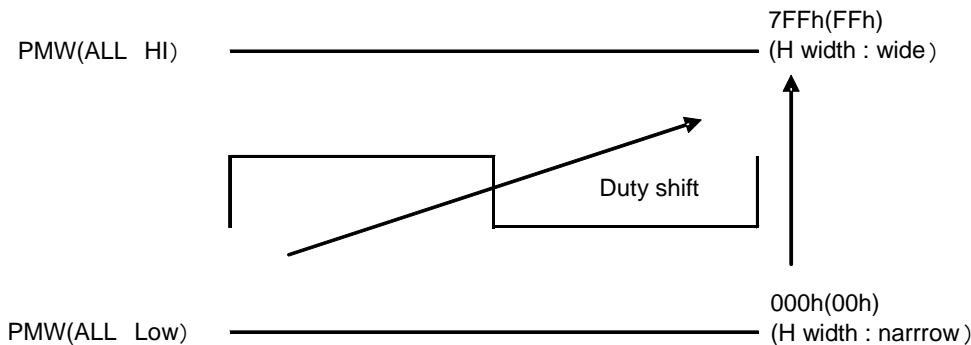 7FFh(FFh)
PMW(ALL HI） (H width : wide）
Duty shift
000h(00h)
PMW(ALL Low） (H width : narrrow）